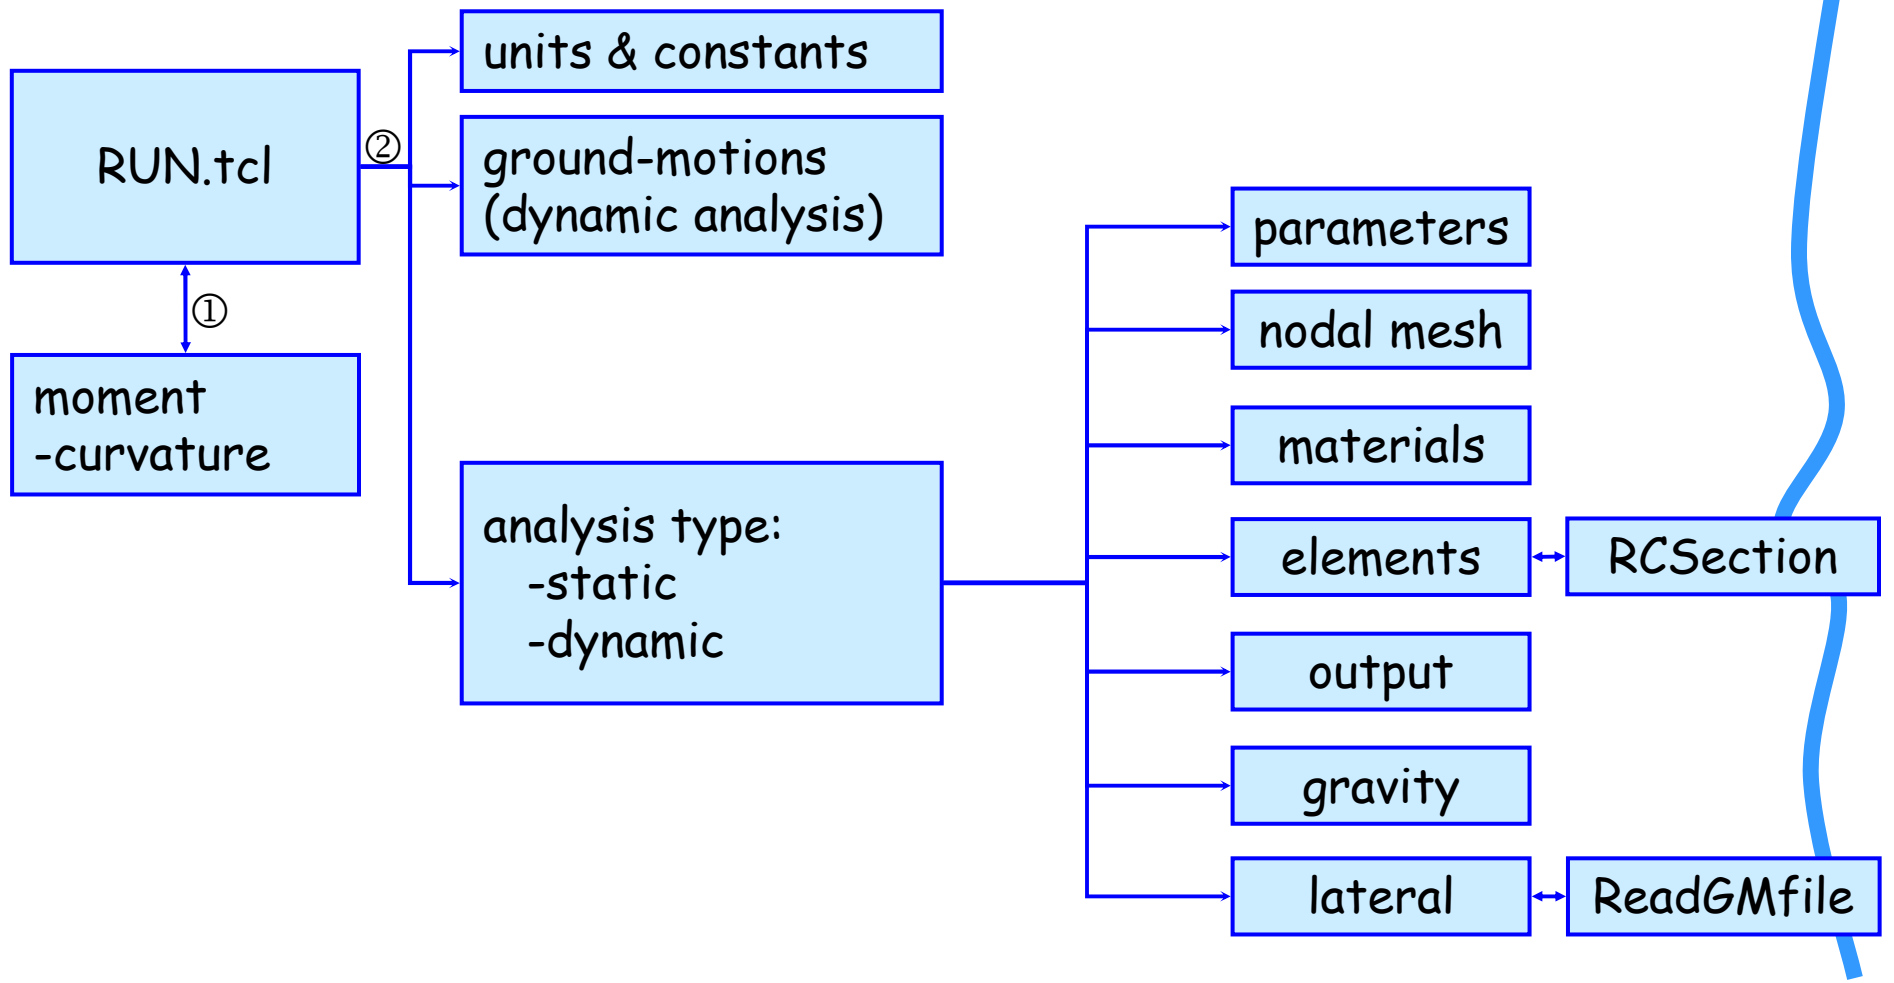 units & constants
RUN.tcl
②
ground-motions
(dynamic analysis)
①
moment
-curvature
analysis type:
-static
-dynamic
parameters
nodal mesh
materials
elements
RCSection
output
gravity
lateral
ReadGMfile